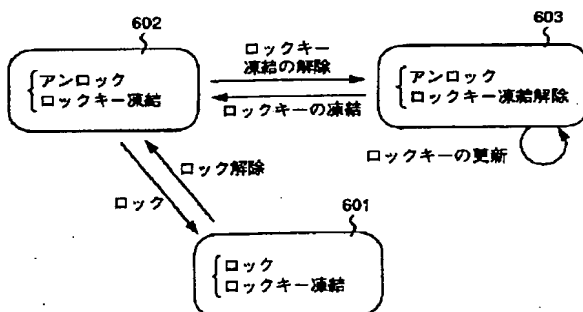 602
603
アンロック
ロックキー凍結
ロックキー
凍結の解除
ロックキーの凍結
アンロック
ロックキー凍結解除
ロックキーの更新
ロック解除
ロック
601
ロック
ロックキー凍結